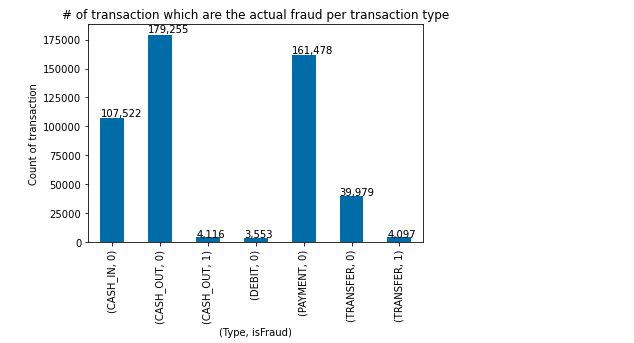 # of transaction which are the actual fraud per transaction type
175000
150000
125000
100000
75000
50000
25000
0
Count of transaction
107,522
179,255
4,116
3,553
161,478
39,979
4,097
(CASH_IN, 0)
(CASH_OUT, 0)
(CASH_OUT, 1)
(DEBIT, 0)
(PAYMENT, 0)
(TRANSFER, 0)
(TRANSFER, 1)
(Type, isFraud)